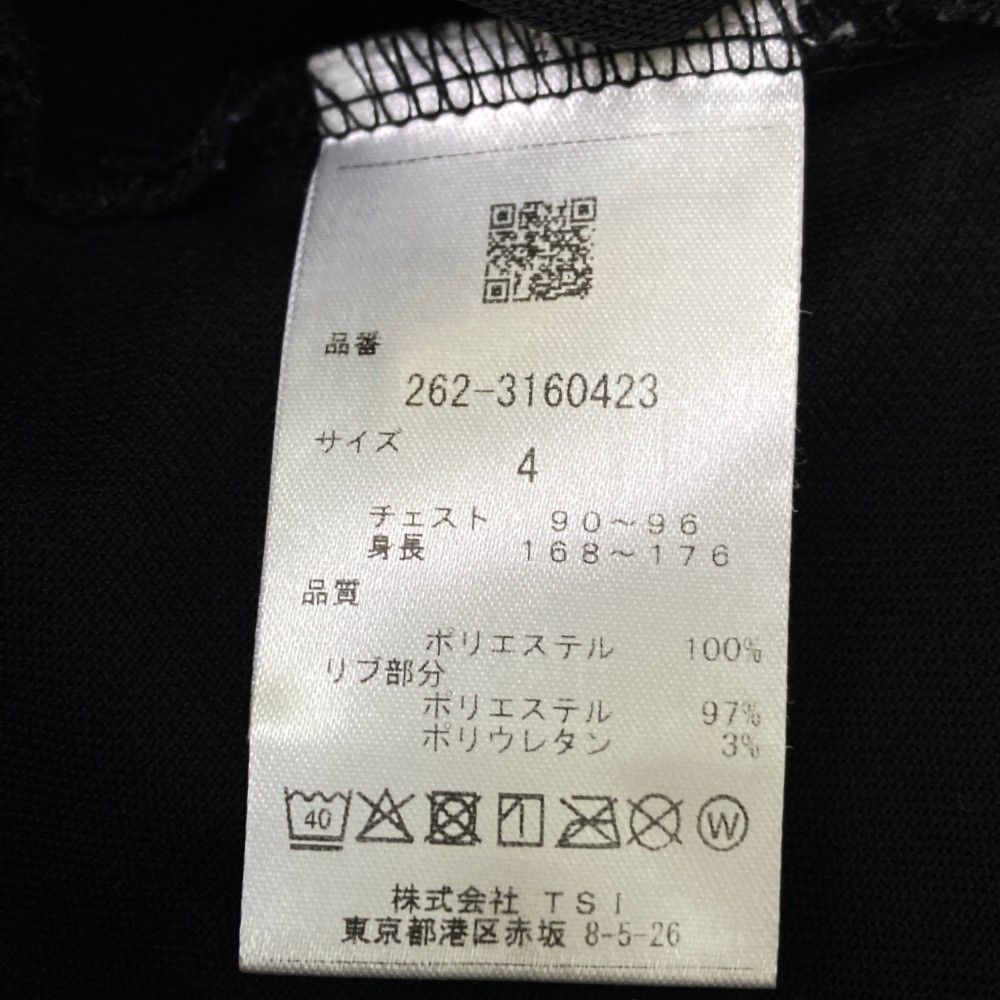 品番
262-3160423
サイズ
4
チェスト 90~96
身長 168~176
品質
ポリエステル 100%
リブ部分
ポリエステル 97%
ポリウレタン 3%
40 W
株式会社 TSI
東京都港区赤坂 8-5-26